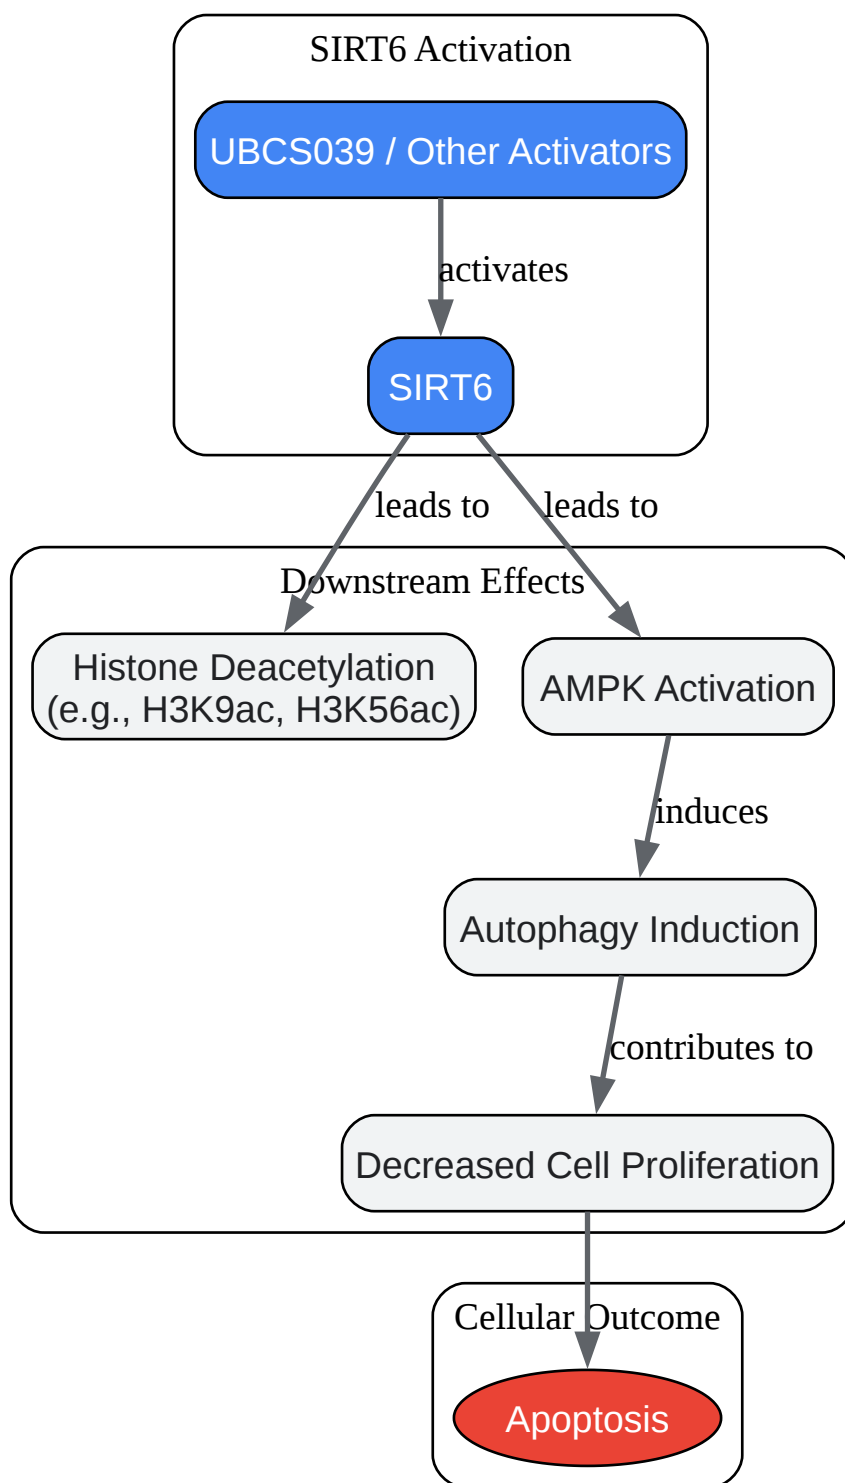 SIRT6 Activation
UBCS039 / Other Activators
activates
SIRT6
leads to
leads to
Downstream Effects
Histone Deacetylation
(e.g., H3K9ac, H3K56ac)
AMPK Activation
induces
Autophagy Induction
contributes to
Decreased Cell Proliferation
Cellular Outcome
Apoptosis